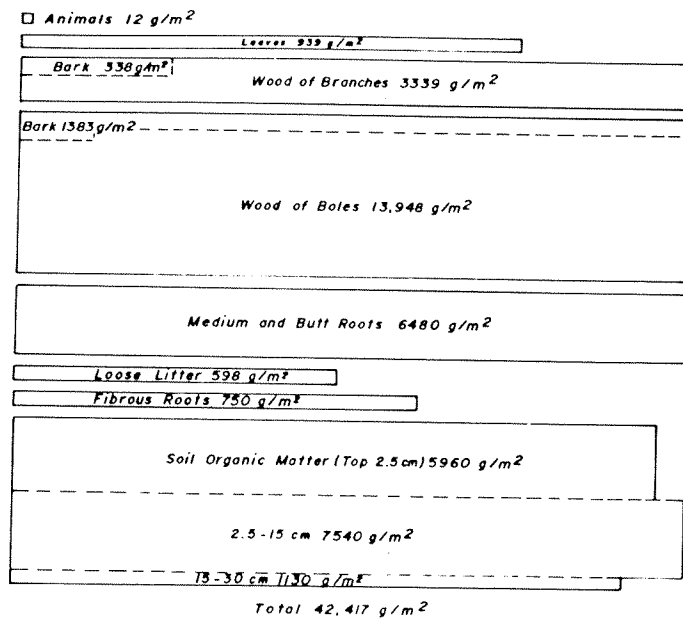 Animals 12 g/m²
Leaves 939 g/m²
Bark 338 g/m²
Wood of Branches 3339 g/m²
Bark 1383 g/m²
Wood of Boles 13,948 g/m²
Medium and Butt Roots 6480 g/m²
Loose Litter 598 g/m²
Fibrous Roots 750 g/m²
Soil Organic Matter (Top 2.5 cm) 5960 g/m²
2.5-15 cm 7540 g/m²
15-30 cm 1130 g/m²
Total 42,417 g/m²